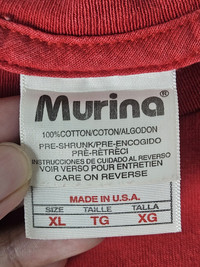 Murina®
100%COTTON/COTON/ALGODON
PRE-SHRUNK/PRE-ENCOGIDO
PRÉ-RÉTRÉCI
INSTRUCCIONES DE CUIDADO AL REVERSO
VOIR VERSO POUR ENTRETIEN
CARE ON REVERSE
MADE IN U.S.A.
SIZE TAILLE TALLA
XL TG XG